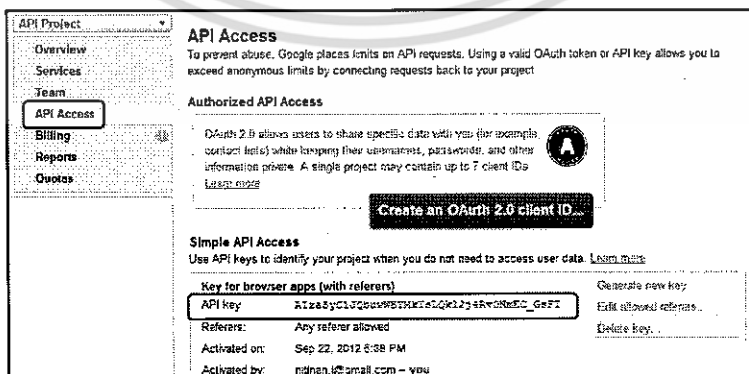 API Project
Overview
Services
Team
API Access
Billing
Reports
Quotas
API Access
To prevent abuse, Google places limits on API requests. Using a valid OAuth token or API key allows you to
exceed anonymous limits by connecting requests back to your project
Authorized API Access
OAuth 2.0 allows users to share specific data with you (for example,
contact lists) while keeping their usernames, passwords, and other
information private. A single project may contain up to 7 client IDs
Learn more
Create an OAuth 2.0 client ID...
Simple API Access
Use API keys to identify your project when you do not need to access user data. Learn more
Key for browser apps (with referers)
API key
Referers: Any referer allowed
Activated on: Sep 22, 2012 6:38 PM
Activated by: – you
Generate new key
Edit allowed referers...
Delete key...